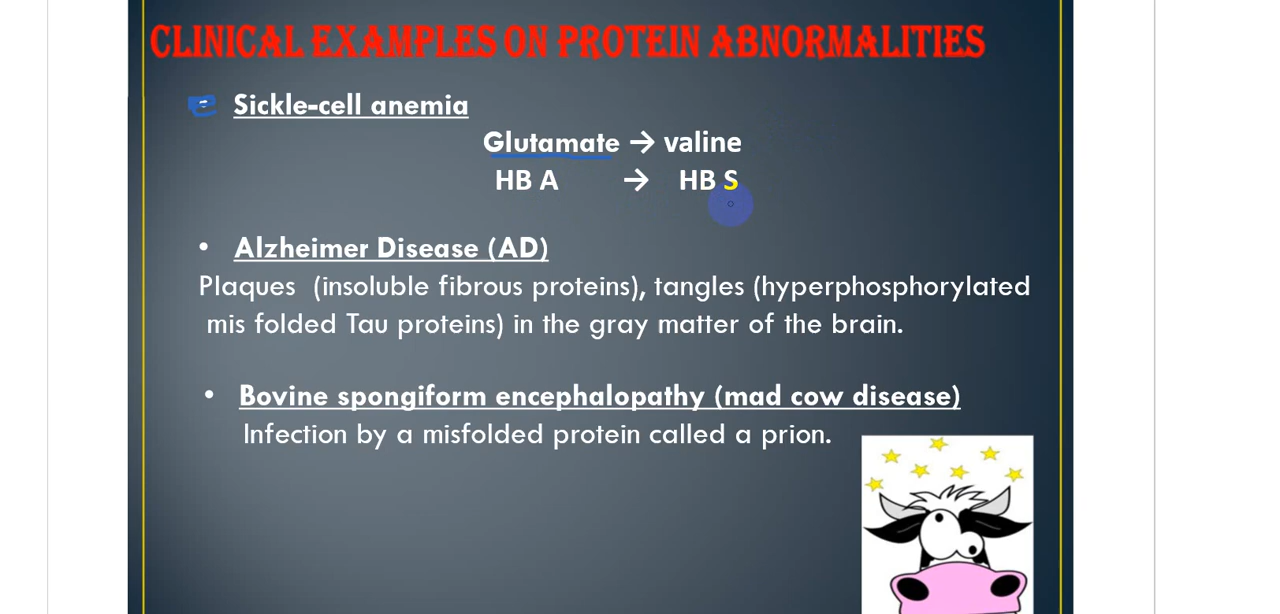 CLINICAL EXAMPLES ON PROTEIN ABNORMALITIES
Sickle-cell anemia
Glutamate → valine
HB A → HB S
• Alzheimer Disease (AD)
Plaques (insoluble fibrous proteins), tangles (hyperphosphorylated
mis folded Tau proteins) in the gray matter of the brain.
• Bovine spongiform encephalopathy (mad cow disease)
Infection by a misfolded protein called a prion.